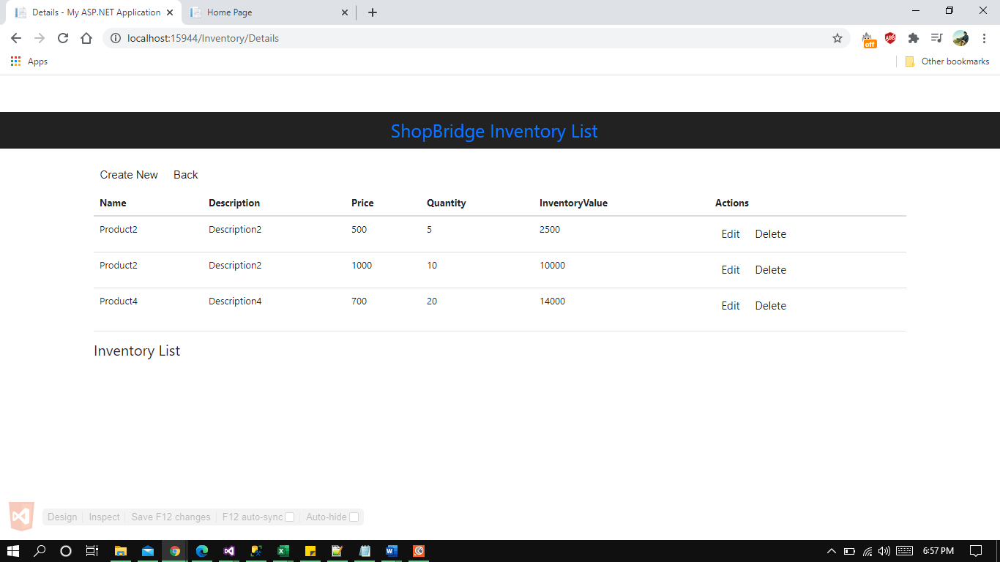 Details - My ASP.NET Application
Home Page
localhost:15944/Inventory/Details
off
ABP
Apps
Other bookmarks
ShopBridge Inventory List
Create New Back
Name Description Price Quantity InventoryValue Actions
Product2 Description2 500 5 2500 Edit Delete
Product2 Description2 1000 10 10000 Edit Delete
Product4 Description4 700 20 14000 Edit Delete
Inventory List
Design Inspect Save F12 changes F12 auto-sync Auto-hide
6:57 PM